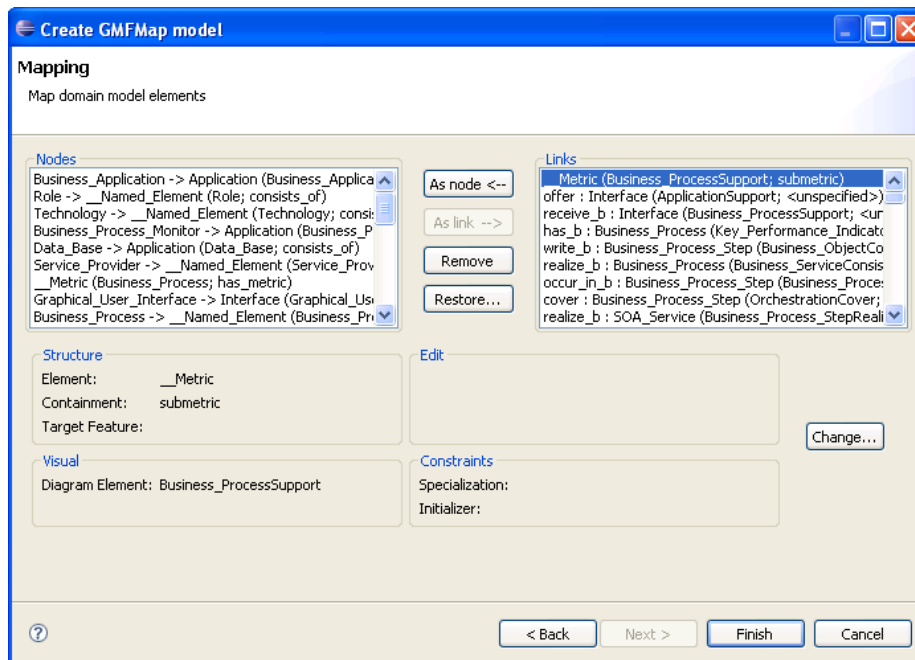 Create GMFMap model
Mapping
Map domain model elements
Nodes
Business_Application -> Application (Business_Applica
Role -> __Named_Element (Role; consists_of)
Technology -> __Named_Element (Technology; consi
Business_Process_Monitor -> Application (Business_P
Data_Base -> Application (Data_Base; consists_of)
Service_Provider -> __Named_Element (Service_Prov
__Metric (Business_Process; has_metric)
Graphical_User_Interface -> Interface (Graphical_Use
Business_Process -> __Named_Element (Business_Pr
As node <--
As link -->
Remove
Restore...
Links
__Metric (Business_ProcessSupport; submetric)
offer : Interface (ApplicationSupport; <unspecified>)
receive_b : Interface (Business_ProcessSupport; <un
has_b : Business_Process (Key_Performance_Indicato
write_b : Business_Process_Step (Business_ObjectCo
realize_b : Business_Process (Business_ServiceConsis
occur_in_b : Business_Process_Step (Business_Proces
cover : Business_Process_Step (OrchestrationCover;
realize_b : SOA_Service (Business_Process_StepReali
Structure
Element: __Metric
Containment: submetric
Target Feature:
Edit
Change...
Visual
Diagram Element: Business_ProcessSupport
Constraints
Specialization:
Initializer:
?
< Back
Next >
Finish
Cancel